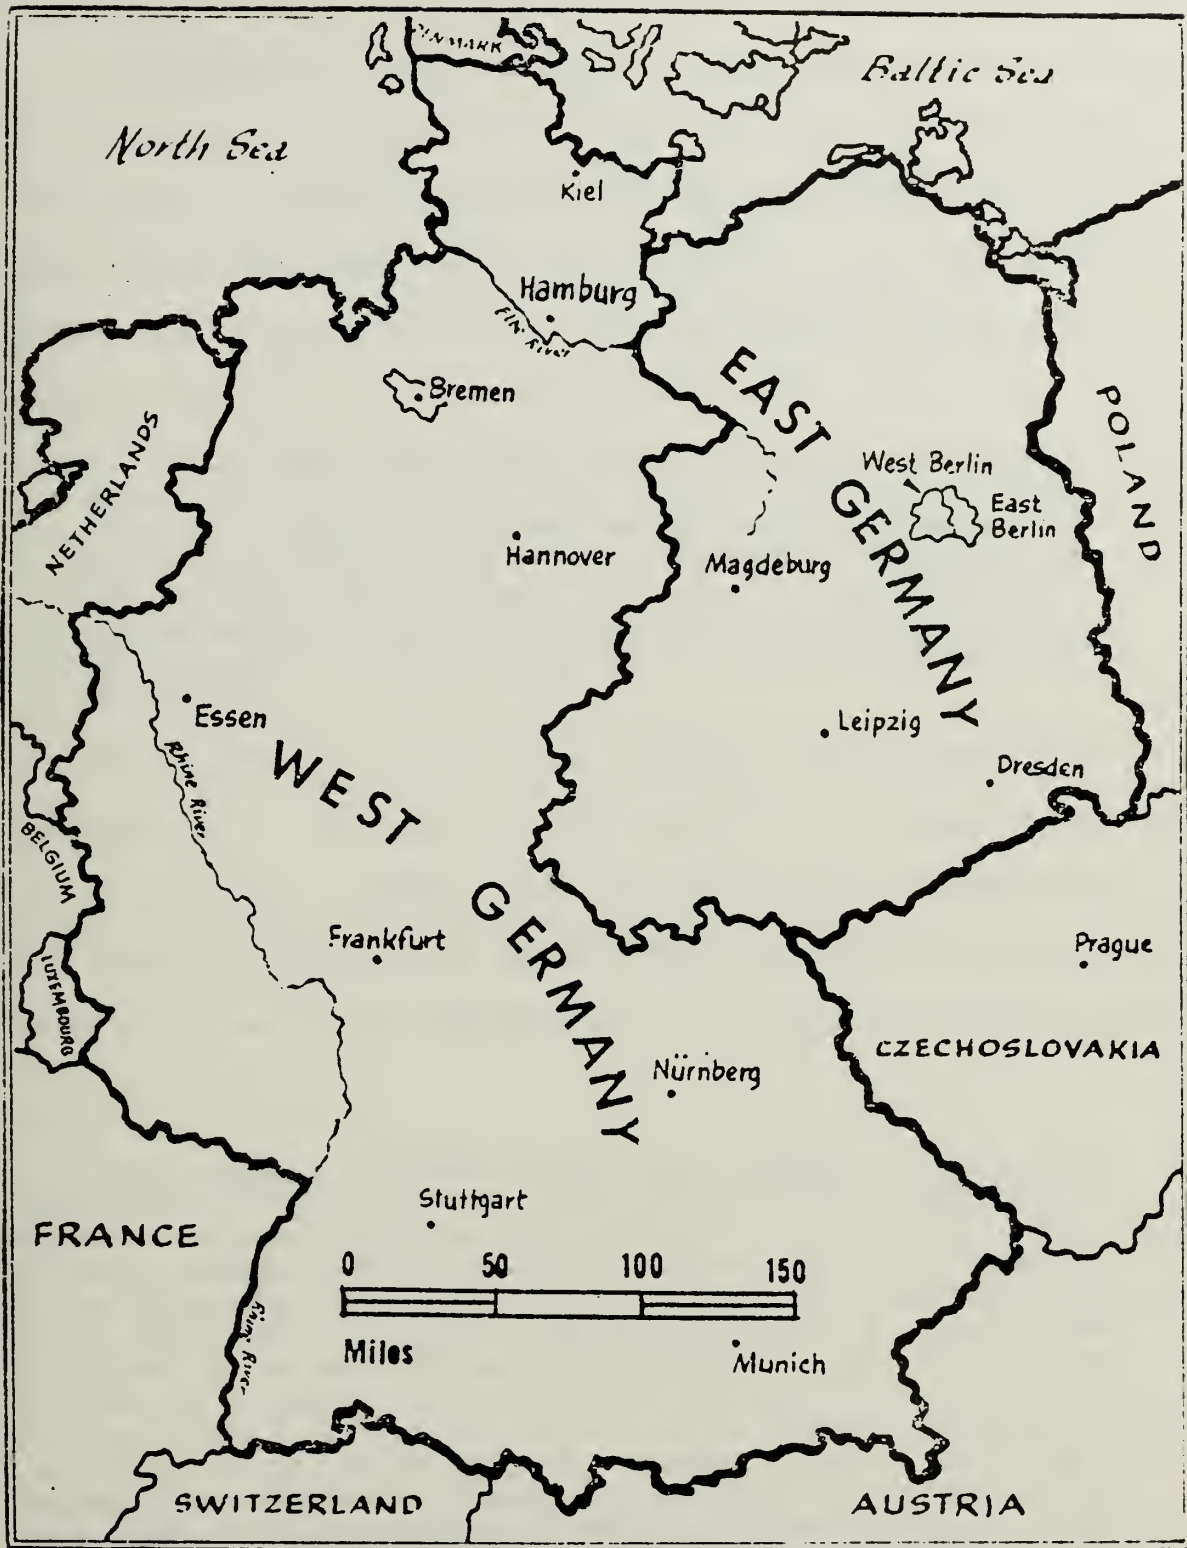 DENMARK
Baltic Sea
North Sea
Kiel
Hamburg
River
Bremen
EAST
GERMANY
POLAND
NETHERLANDS
West Berlin
East
Berlin
Hannover
Magdeburg
Essen
Rhine River
WEST
GERMANY
Leipzig
Dresden
BELGIUM
Frankfurt
LUXEMBOURG
Prague
CZECHOSLOVAKIA
Nürnberg
Stuttgart
FRANCE
0 50 100 150
Miles
Rhine River
Munich
SWITZERLAND
AUSTRIA